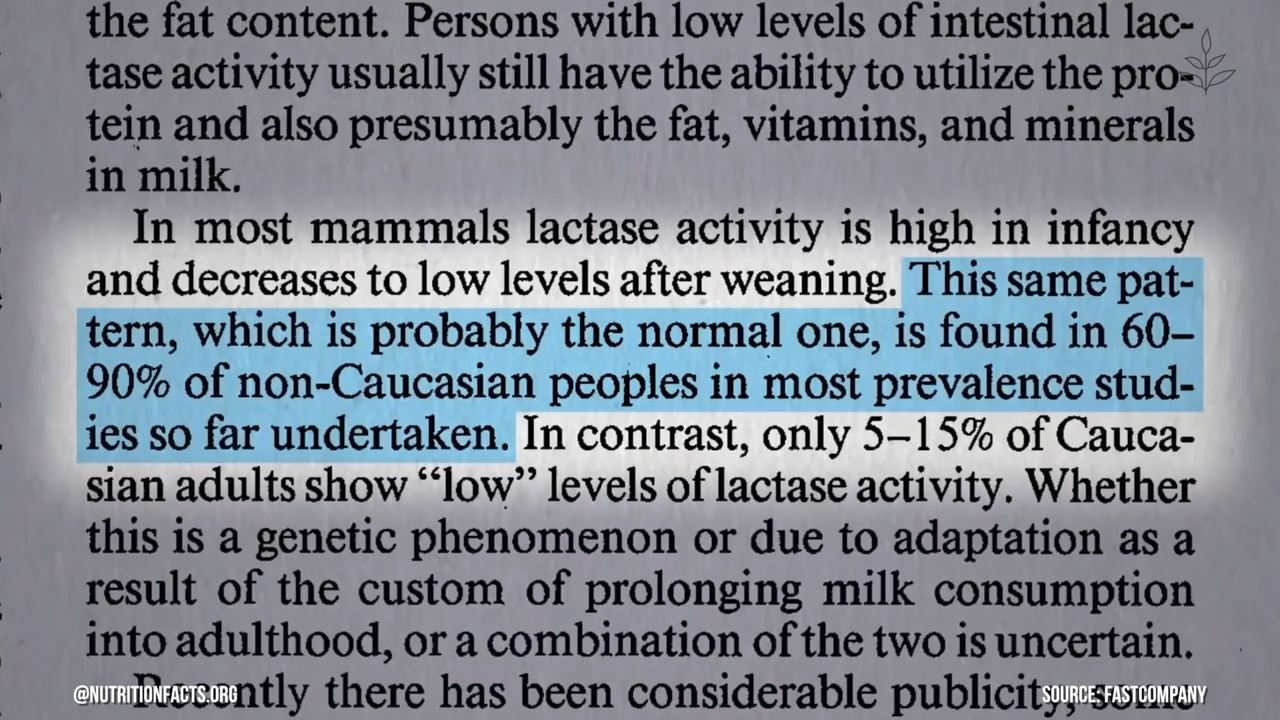 the fat content. Persons with low levels of intestinal lac-
tase activity usually still have the ability to utilize the pro-
tein and also presumably the fat, vitamins, and minerals
in milk.
In most mammals lactase activity is high in infancy
and decreases to low levels after weaning. This same pat-
tern, which is probably the normal one, is found in 60–
90% of non-Caucasian peoples in most prevalence stud-
ies so far undertaken. In contrast, only 5–15% of Cauca-
sian adults show “low” levels of lactase activity. Whether
this is a genetic phenomenon or due to adaptation as a
result of the custom of prolonging milk consumption
into adulthood, or a combination of the two is uncertain.
Recently there has been considerable publicity, some
@NUTRITIONFACTS.ORG
SOURCE: FASTCOMPANY